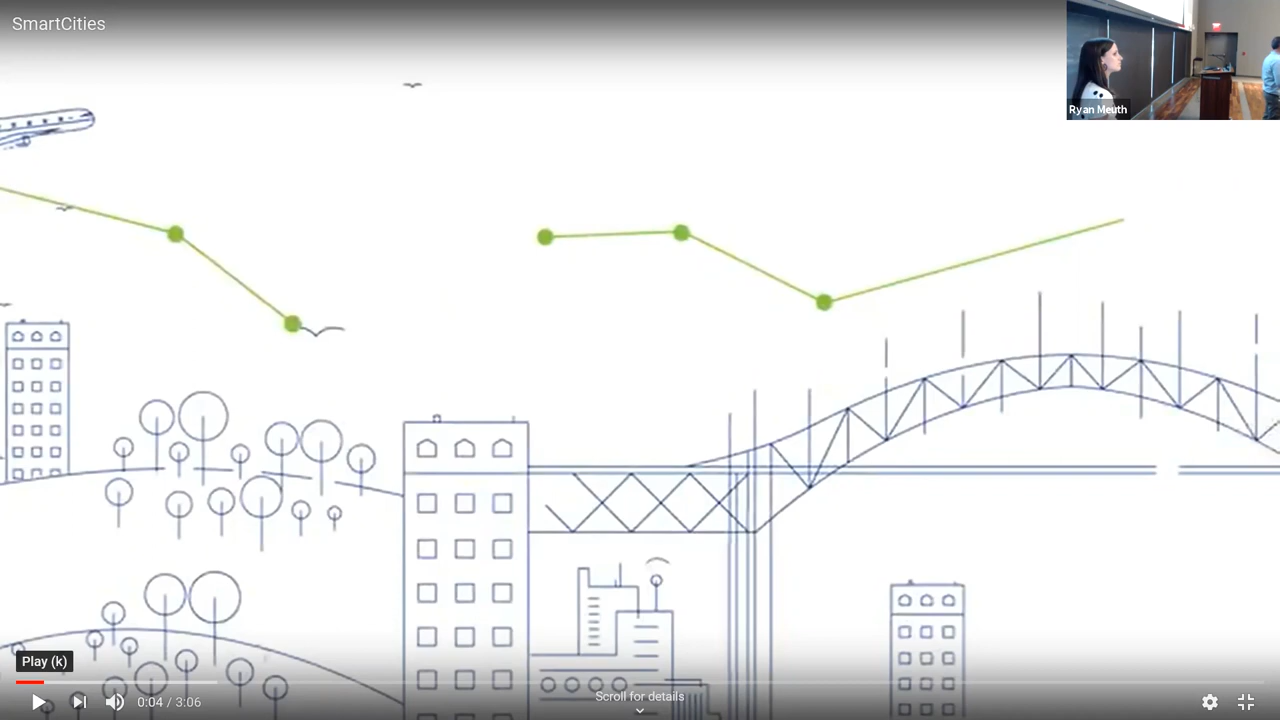 SmartCities
Ryan Meuth
Play (k)
0:04 / 3:06
Scroll for details